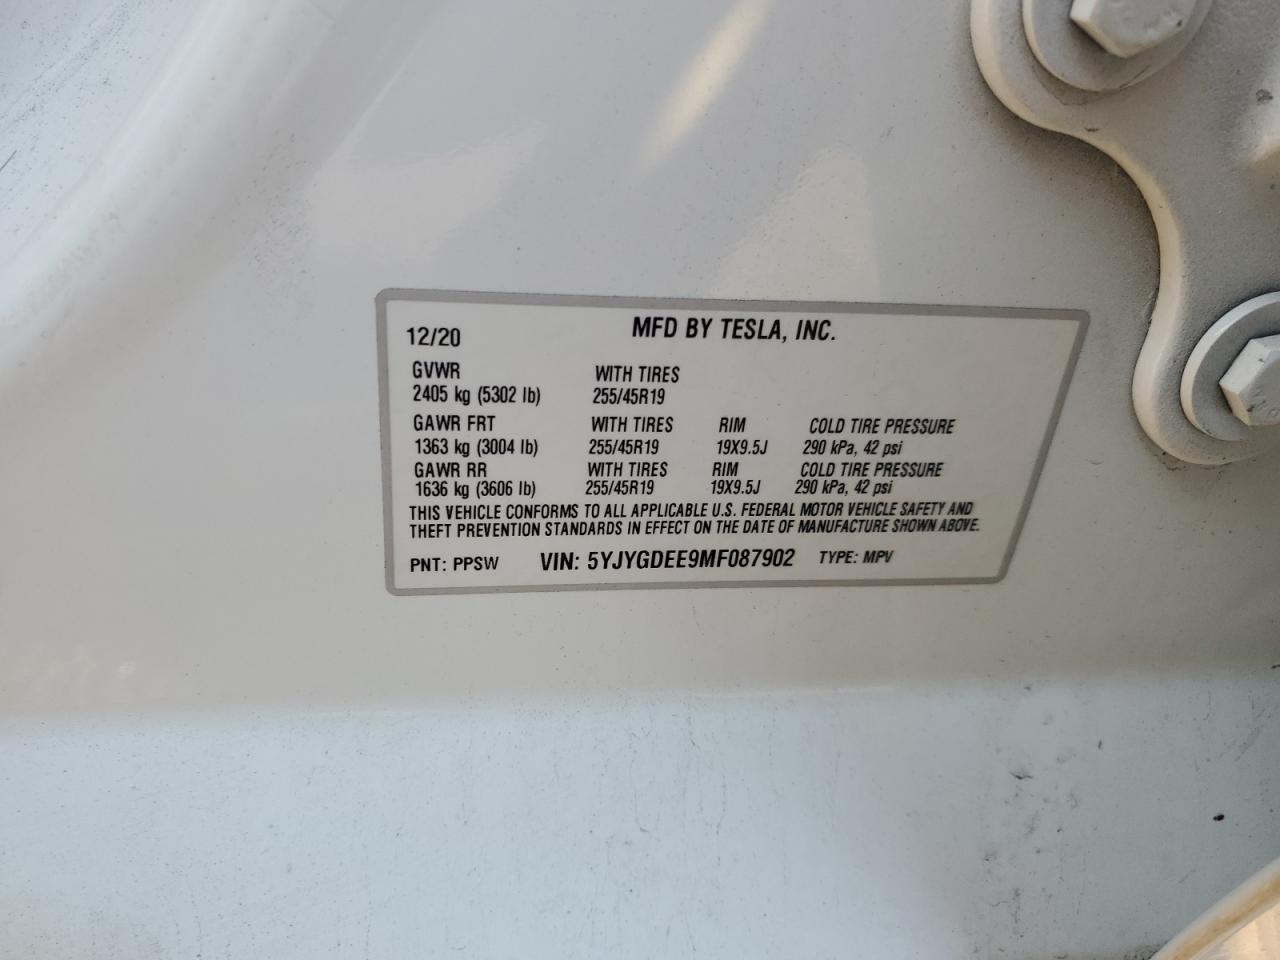 12/20 MFD BY TESLA, INC.
GVWR WITH TIRES
2405 kg (5302 lb) 255/45R19
GAWR FRT WITH TIRES RIM COLD TIRE PRESSURE
1363 kg (3004 lb) 255/45R19 19X9.5J 290 kPa, 42 psi
GAWR RR WITH TIRES RIM COLD TIRE PRESSURE
1636 kg (3606 lb) 255/45R19 19X9.5J 290 kPa, 42 psi
THIS VEHICLE CONFORMS TO ALL APPLICABLE U.S. FEDERAL MOTOR VEHICLE SAFETY AND
THEFT PREVENTION STANDARDS IN EFFECT ON THE DATE OF MANUFACTURE SHOWN ABOVE.
PNT: PPSW VIN: 5YJYGDEE9MF087902 TYPE: MPV